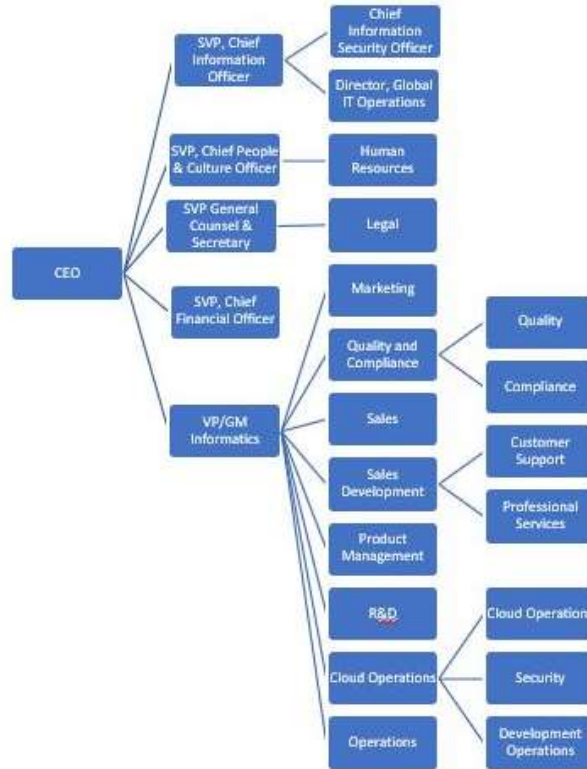 Chief
Information
Security Officer
SVP, Chief
Information
Officer
Director, Global
IT Operations
SVP, Chief People
& Culture Officer
Human
Resources
SVP General
Counsel &
Secretary
Legal
CEO
SVP, Chief
Financial Officer
Marketing
Quality and
Compliance
Quality
Compliance
VP/GM
Informatics
Sales
Sales
Development
Customer
Support
Professional
Services
Product
Management
R&D
Cloud Operations
Cloud Operation
Security
Development
Operations
Operations